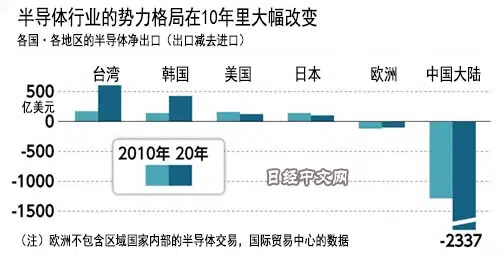 半导体行业的势力格局在10年里大幅改变
各国·各地区的半导体净出口（出口减去进口）
台湾 韩国 美国 日本 欧洲 中国大陆
500
亿美元
0
-500
-1000
-1500
2010年 20年
日经中文网
-2337
（注）欧洲不包含区域国家内部的半导体交易，国际贸易中心的数据